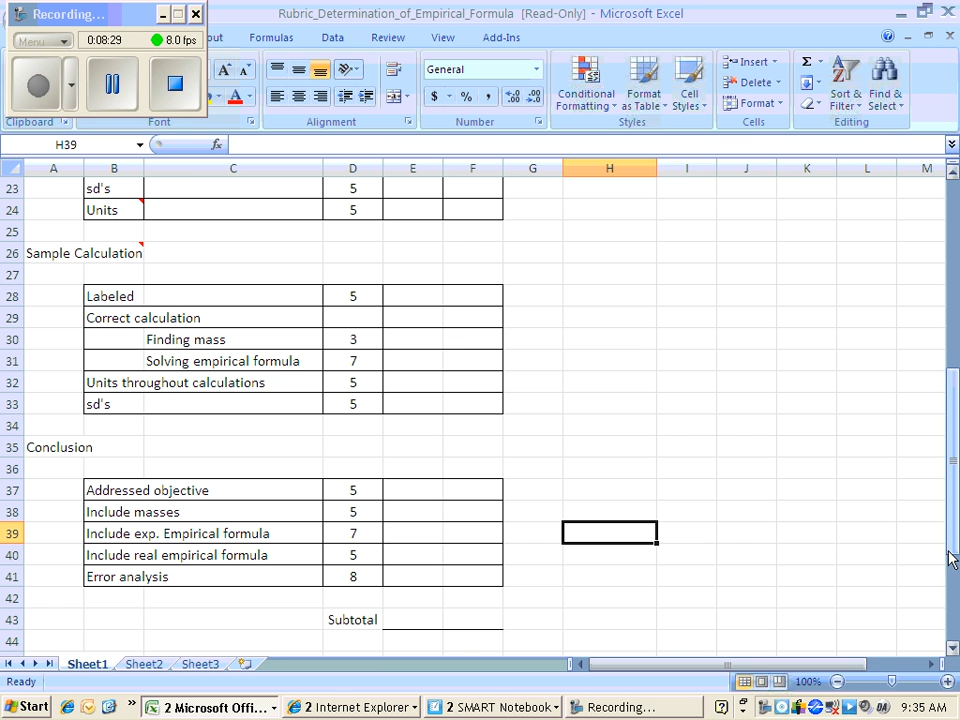 Recording...
Rubric_Determination_of_Empirical_Formula [Read-Only] - Microsoft Excel
Menu
0:08:29
8.0 fps
out
Formulas
Data
Review
View
Add-Ins
General
Conditional Formatting
Format as Table
Cell Styles
Insert
Delete
Format
Sort & Filter
Find & Select
Clipboard
Font
Alignment
Number
Styles
Cells
Editing
H39
fx
A B C D E F G H I J K L M
23 sd's 5
24 Units 5
25
26 Sample Calculation
27
28 Labeled 5
29 Correct calculation
30 Finding mass 3
31 Solving empirical formula 7
32 Units throughout calculations 5
33 sd's 5
34
35 Conclusion
36
37 Addressed objective 5
38 Include masses 5
39 Include exp. Empirical formula 7
40 Include real empirical formula 5
41 Error analysis 8
42
43 Subtotal
44
Sheet1 Sheet2 Sheet3
Ready
100%
Start
2 Microsoft Offi...
2 Internet Explorer
2 SMART Notebook
Recording...
9:35 AM